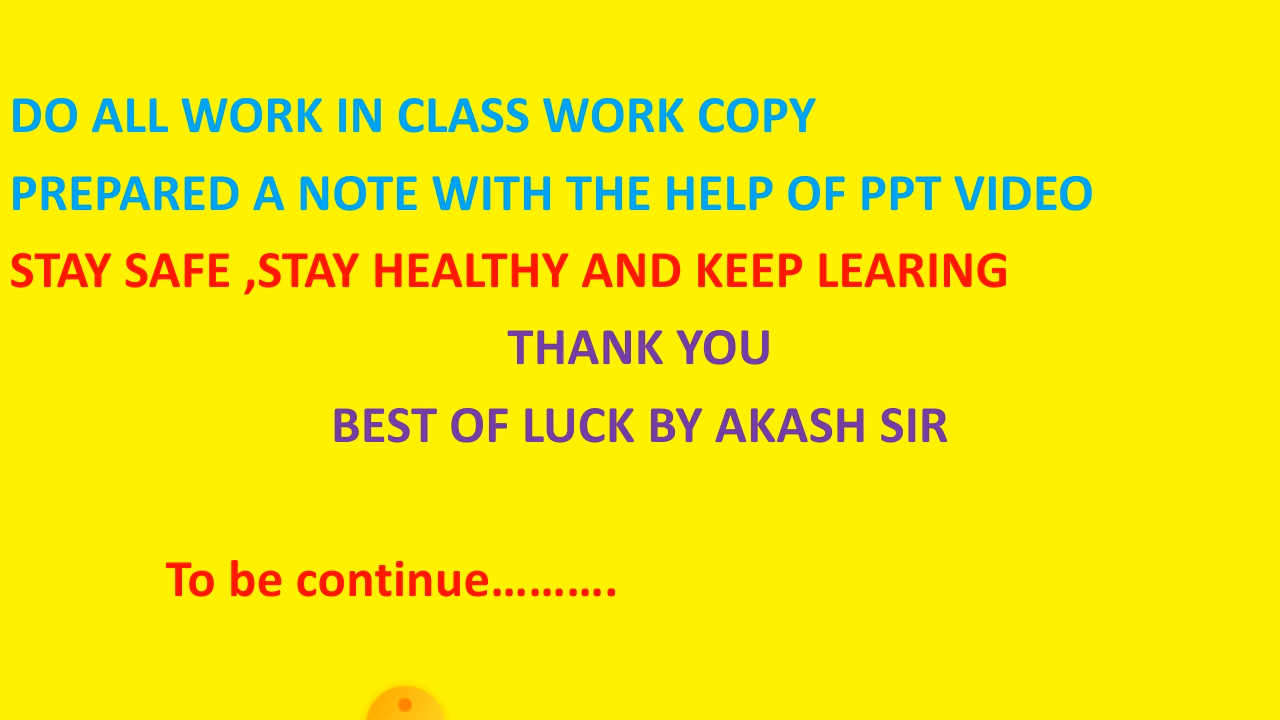 DO ALL WORK IN CLASS WORK COPY
PREPARED A NOTE WITH THE HELP OF PPT VIDEO
STAY SAFE ,STAY HEALTHY AND KEEP LEARING
THANK YOU
BEST OF LUCK BY AKASH SIR
To be continue……….